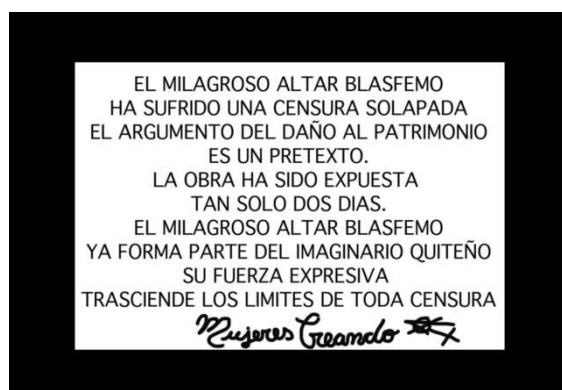 EL MILAGROSO ALTAR BLASFEMO
HA SUFRIDO UNA CENSURA SOLAPADA
EL ARGUMENTO DEL DAÑO AL PATRIMONIO
ES UN PRETEXTO.
LA OBRA HA SIDO EXPUESTA
TAN SOLO DOS DIAS.
EL MILAGROSO ALTAR BLASFEMO
YA FORMA PARTE DEL IMAGINARIO QUITEÑO
SU FUERZA EXPRESIVA
TRASCIENDE LOS LIMITES DE TODA CENSURA
Mujeres Creando